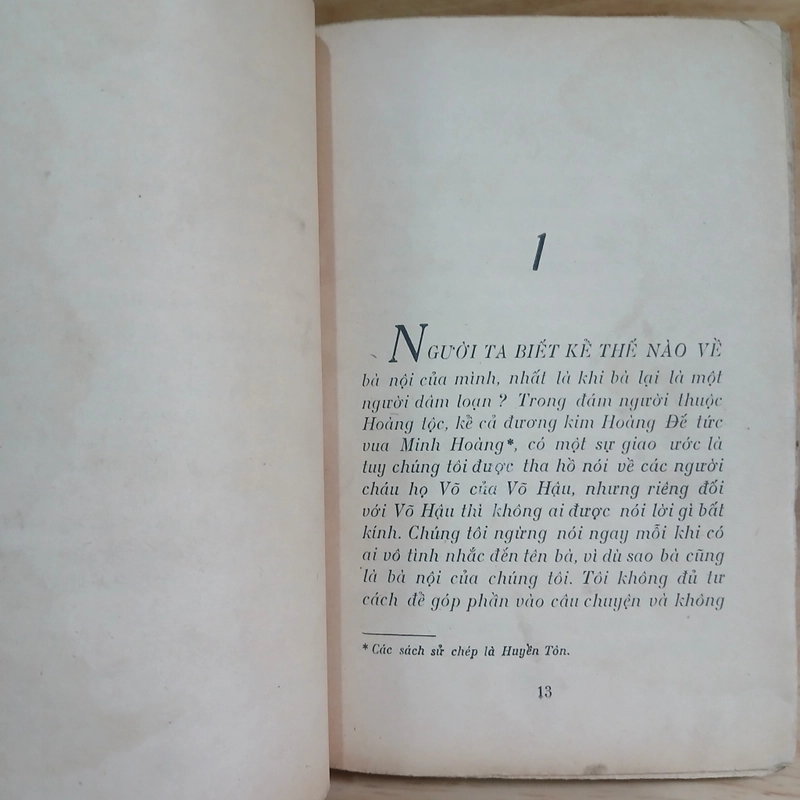 1
NGƯỜI TA BIẾT KỂ THẾ NÀO VỀ
bà nội của mình, nhất là khi bà lại là một
người dâm loạn ? Trong đám người thuộc
Hoàng tộc, kể cả đương kim Hoàng Đế tức
vua Minh Hoàng*, có một sự giao ước là
tuy chúng tôi được tha hồ nói về các người
cháu họ Võ của Võ Hậu, nhưng riêng đối
với Võ Hậu thì không ai được nói lời gì bất
kính. Chúng tôi ngừng nói ngay mỗi khi có
ai vô tình nhắc đến tên bà, vì dù sao bà cũng
là bà nội của chúng tôi. Tôi không đủ tư
cách để góp phần vào câu chuyện và không
* Các sách sử chép là Huyền Tôn.
13